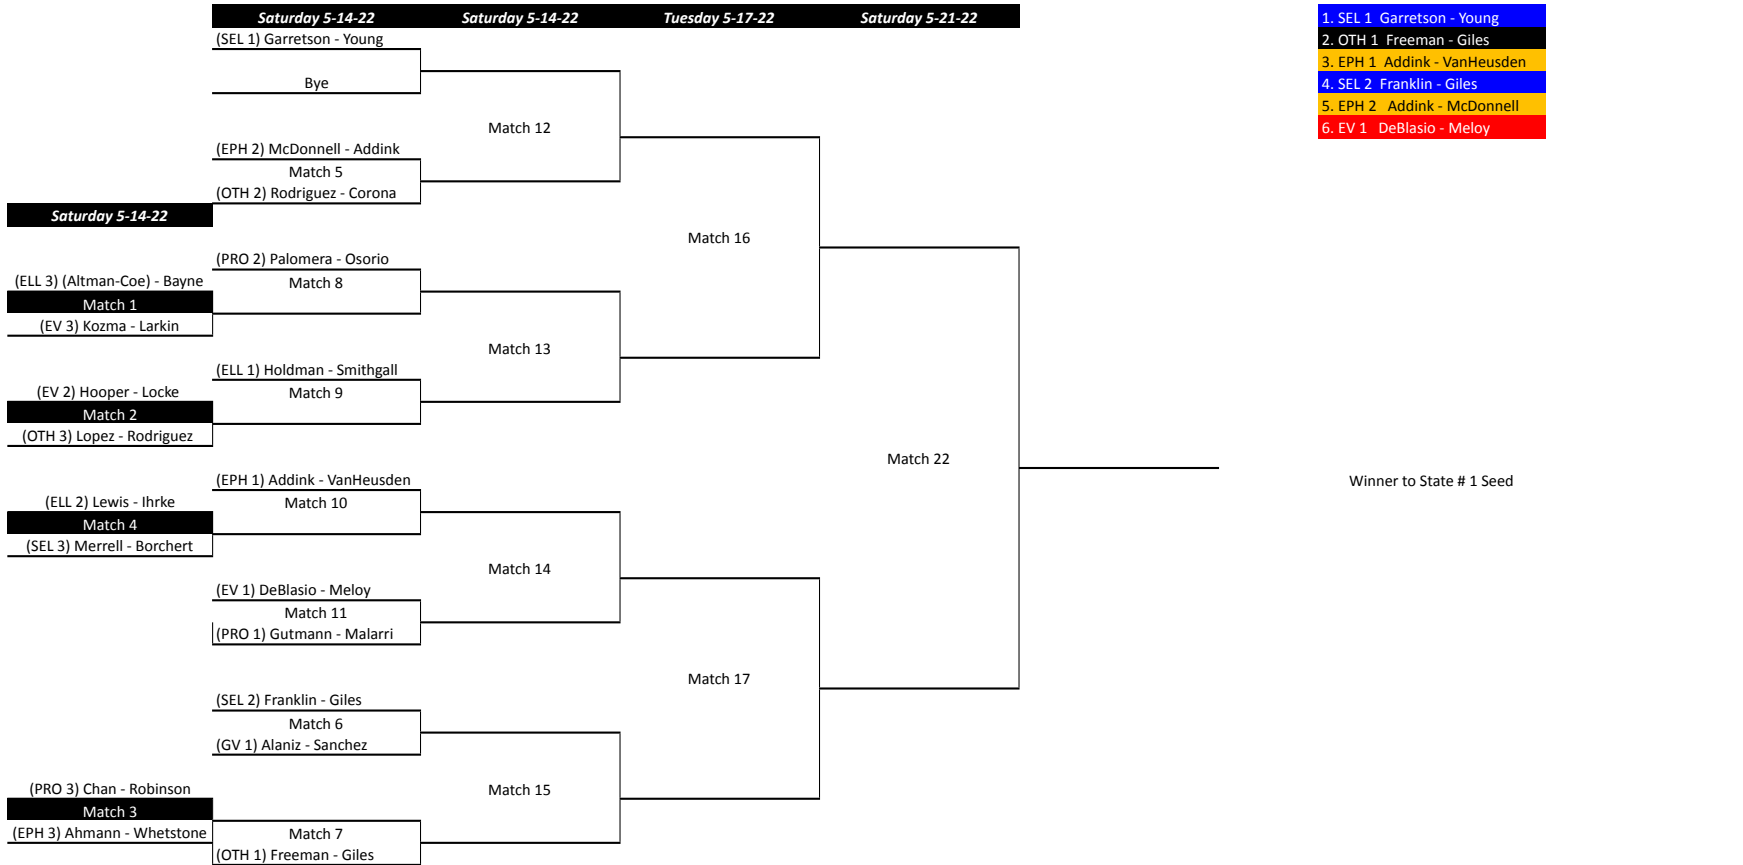 Saturday 5-14-22 Saturday 5-14-22 Tuesday 5-17-22 Saturday 5-21-22
1. SEL 1 Garretson - Young
2. OTH 1 Freeman - Giles
3. EPH 1 Addink - VanHeusden
4. SEL 2 Franklin - Giles
5. EPH 2 Addink - McDonnell
6. EV 1 DeBlasio - Meloy
(SEL 1) Garretson - Young
Bye
Match 12
(EPH 2) McDonnell - Addink
Match 5
(OTH 2) Rodriguez - Corona
Saturday 5-14-22
Match 16
(PRO 2) Palomera - Osorio
(ELL 3) (Altman-Coe) - Bayne
Match 8
Match 1
(EV 3) Kozma - Larkin
Match 13
(ELL 1) Holdman - Smithgall
(EV 2) Hooper - Locke
Match 9
Match 2
(OTH 3) Lopez - Rodriguez
Match 22
(EPH 1) Addink - VanHeusden
Winner to State # 1 Seed
(ELL 2) Lewis - Ihrke
Match 10
Match 4
(SEL 3) Merrell - Borchert
Match 14
(EV 1) DeBlasio - Meloy
Match 11
(PRO 1) Gutmann - Malarri
Match 17
(SEL 2) Franklin - Giles
Match 6
(GV 1) Alaniz - Sanchez
(PRO 3) Chan - Robinson
Match 15
Match 3
(EPH 3) Ahmann - Whetstone
Match 7
(OTH 1) Freeman - Giles